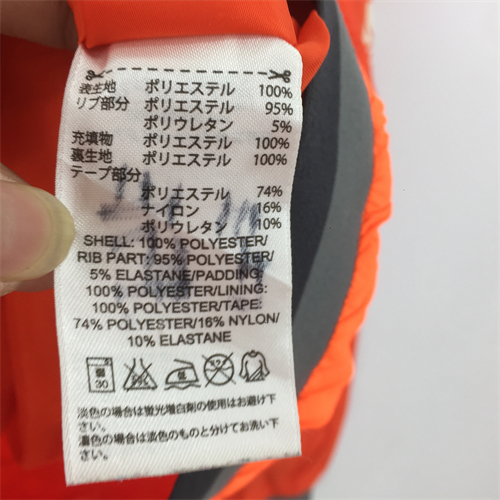 表生地 ポリエステル 100%
リブ部分 ポリエステル 95%
ポリウレタン 5%
充填物 ポリエステル 100%
裏生地 ポリエステル 100%
テープ部分
ポリエステル 74%
ナイロン 16%
ポリウレタン 10%
SHELL: 100% POLYESTER/
RIB PART: 95% POLYESTER/
5% ELASTANE/PADDING:
100% POLYESTER/LINING:
100% POLYESTER/TAPE:
74% POLYESTER/16% NYLON/
10% ELASTANE
30
淡色の場合は蛍光増白剤の使用はお避け下
さい。
濃色の場合は淡色のものと分けてお洗い下
さい。